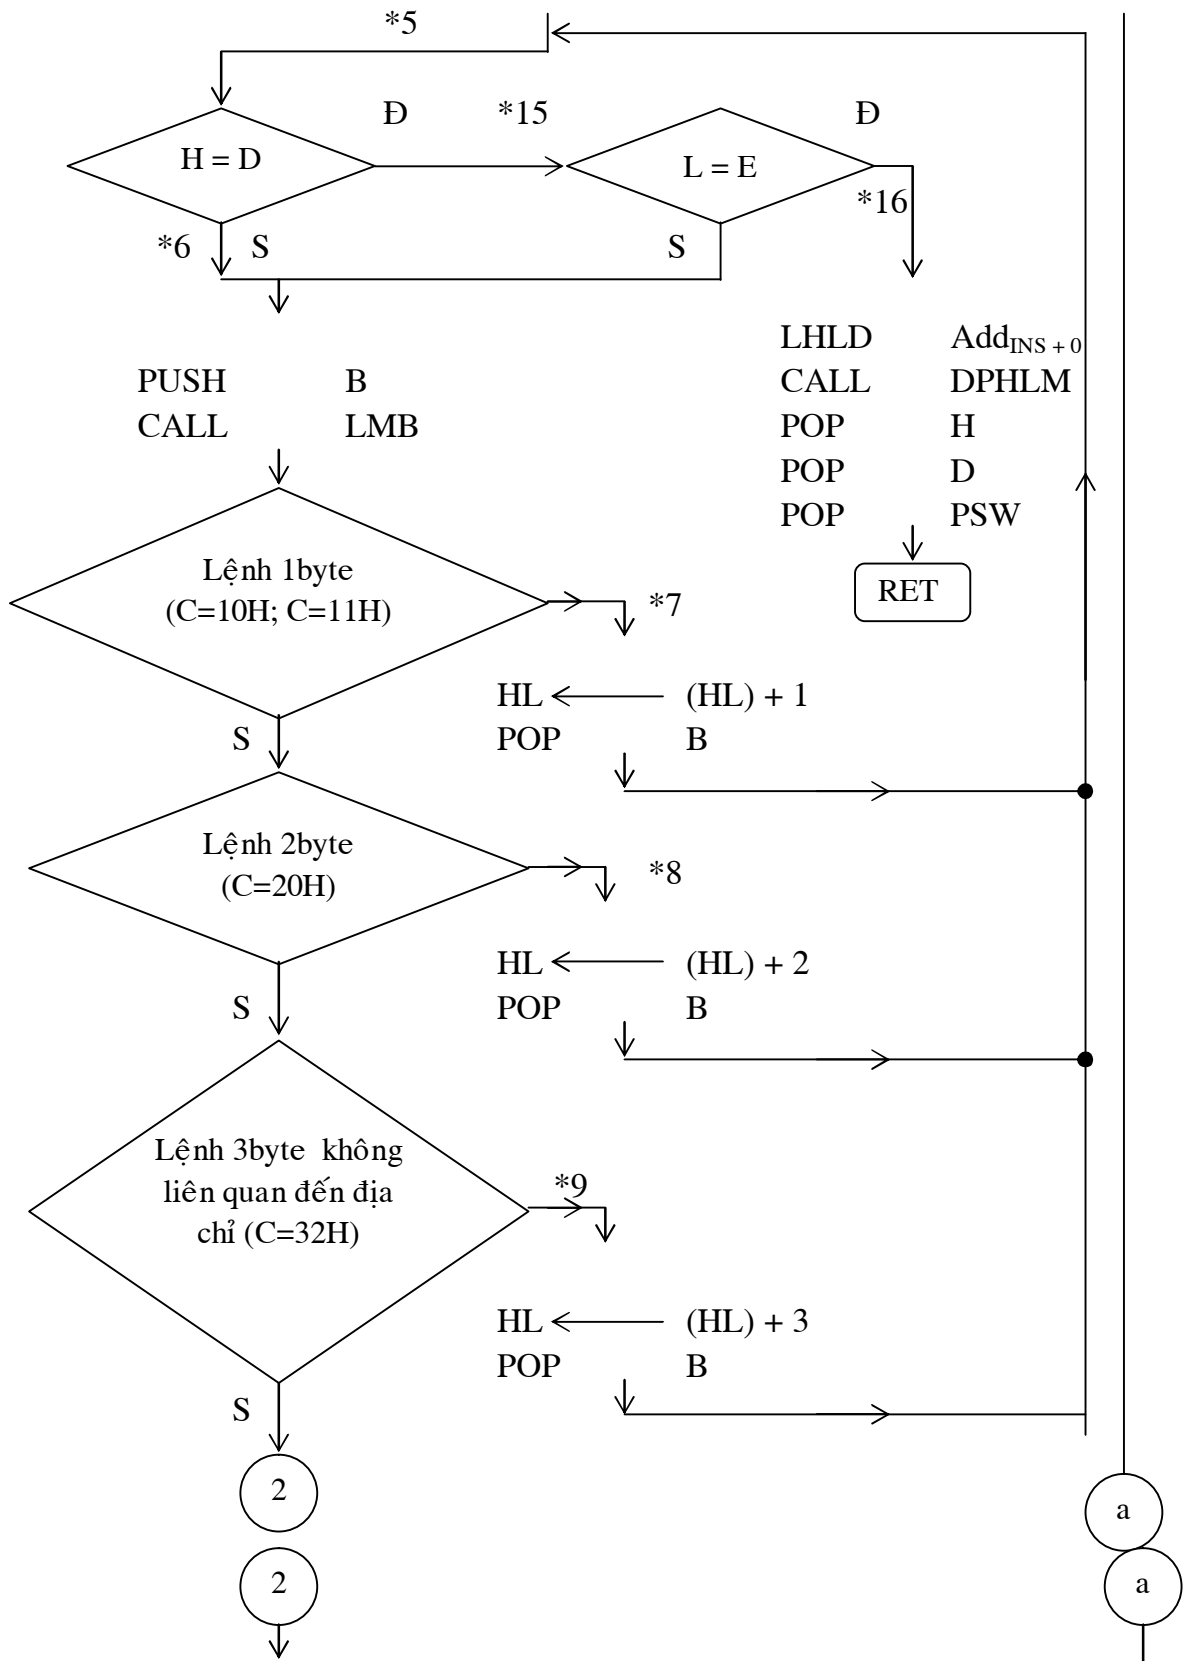 *5
H = D
Đ
*15
L = E
Đ
*16
*6
S
S
LHLD Add INS + 0
CALL DPHLM
POP H
POP D
POP PSW
RET
PUSH B
CALL LMB
Lệnh 1byte
(C=10H; C=11H)
*7
HL (HL) + 1
POP B
S
Lệnh 2byte
(C=20H)
*8
HL (HL) + 2
POP B
S
Lệnh 3byte không
liên quan đến địa
chỉ (C=32H)
*9
HL (HL) + 3
POP B
S
2
a
2
a